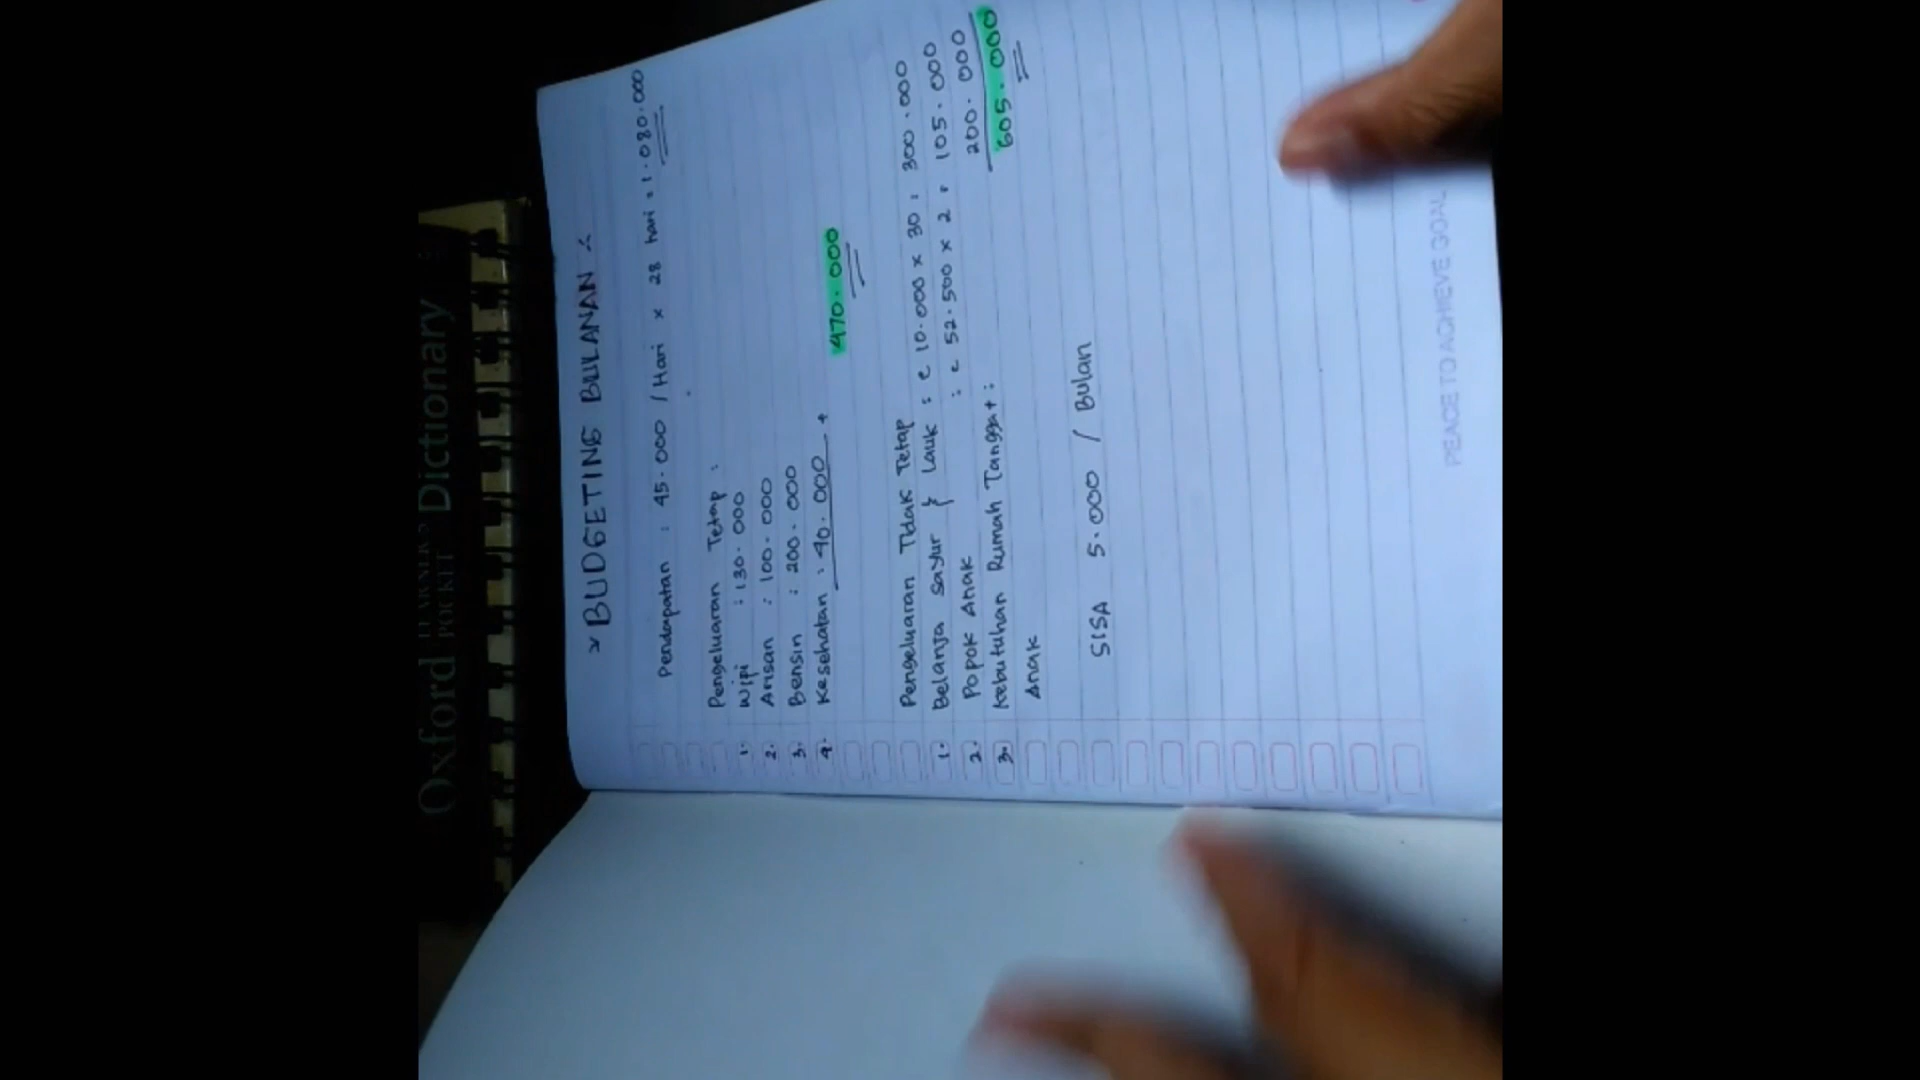 Oxford LEARNER'S POCKET Dictionary
* BUDGETING BULANAN ∴
Pendapatan : 45.000 / Hari x 28 hari : 1.080.000
Pengeluaran Tetap :
1. Wifi : 130.000
2. Arisan : 100.000
3. Bensin : 200.000
4. Kesehatan : 40.000 +
470.000
Pengeluaran Tidak Tetap
1. Belanja sayur & Lauk : @ 10.000 x 30 : 300.000
2. Popok Anak : @ 52.500 x 2 : 105.000
3. Kebutuhan Rumah Tangga + : 200.000
Anak
605.000
SISA 5.000 / Bulan
PEACE TO ACHIEVE GOAL